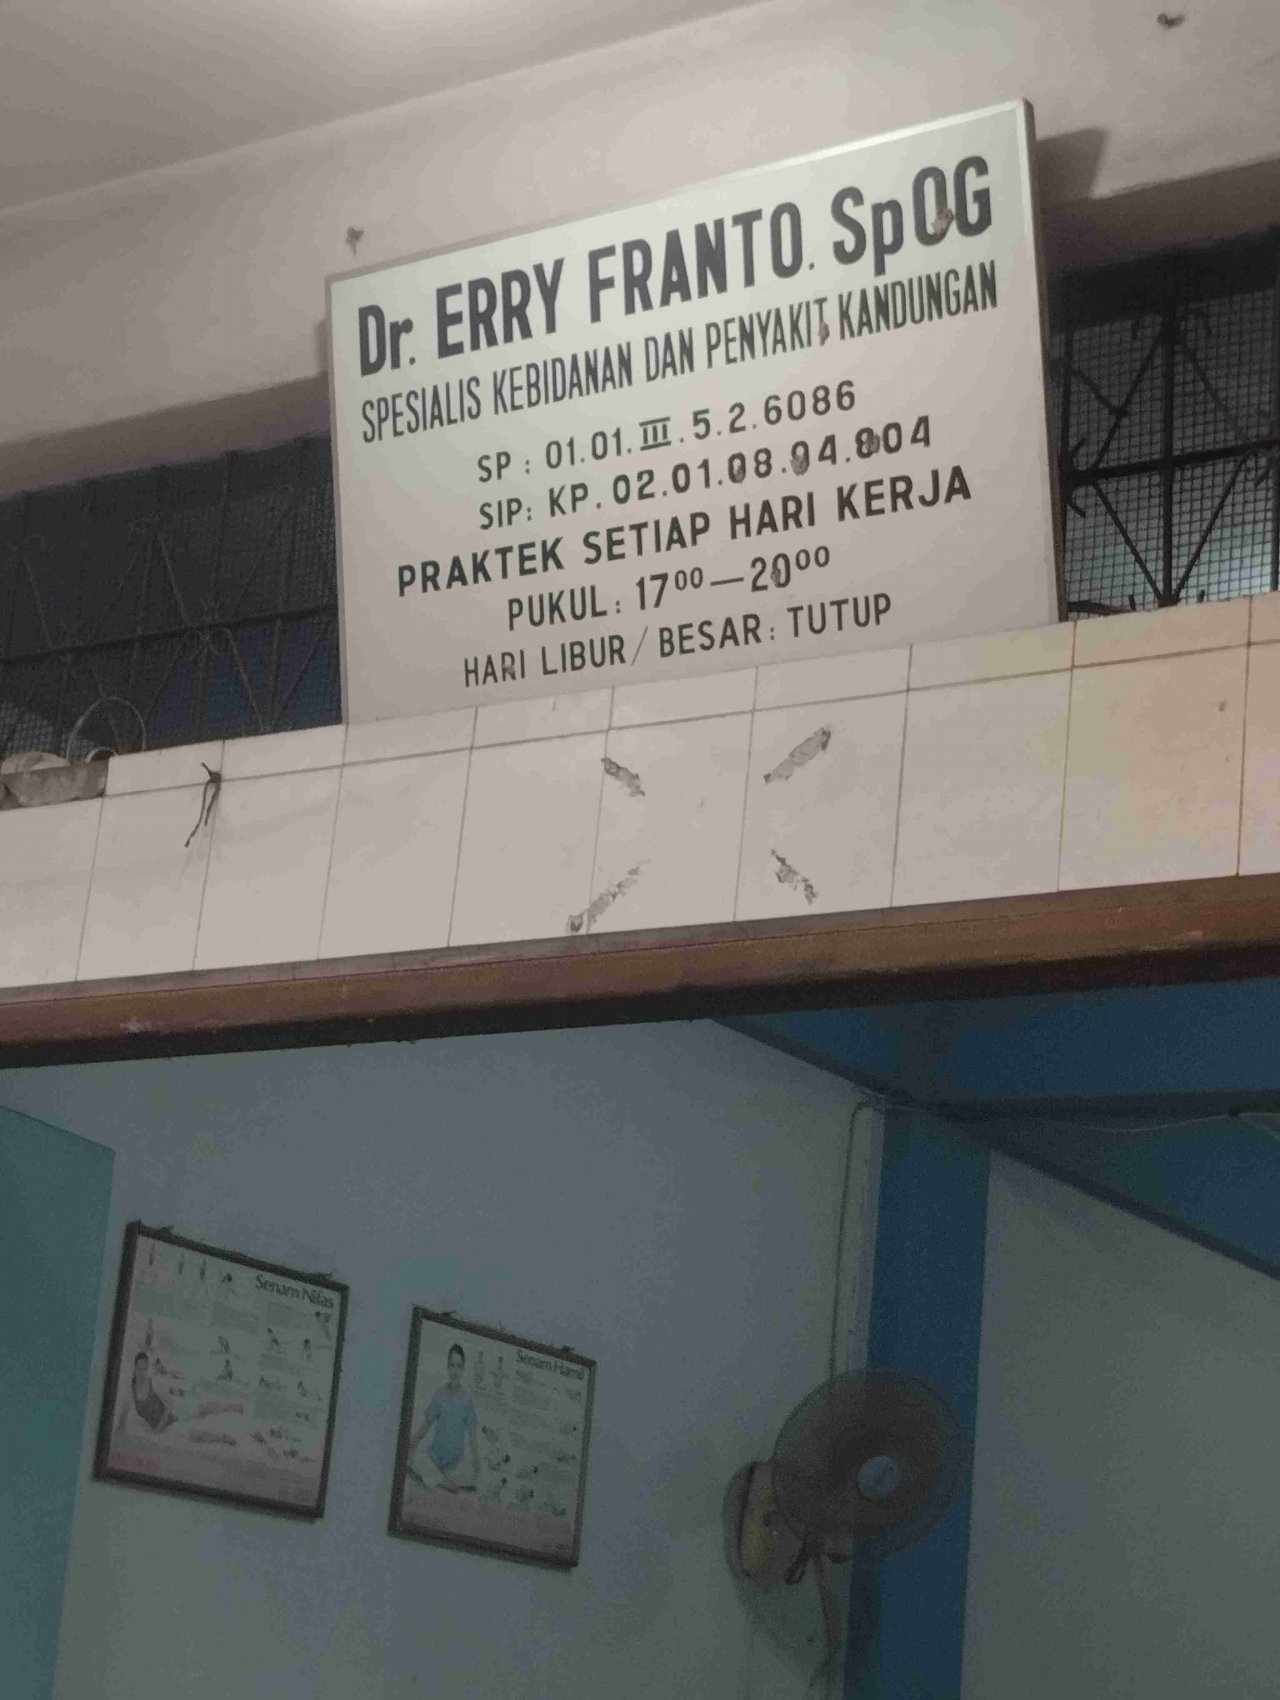 Dr. ERRY FRANTO. SpOG
SPESIALIS KEBIDANAN DAN PENYAKIT KANDUNGAN
SP : 01.01.III.5.2.6086
SIP: KP. 02.01.08.94.804
PRAKTEK SETIAP HARI KERJA
PUKUL: 17⁰⁰—20⁰⁰
HARI LIBUR/ BESAR: TUTUP
Senam Nifas
Senam Hamil